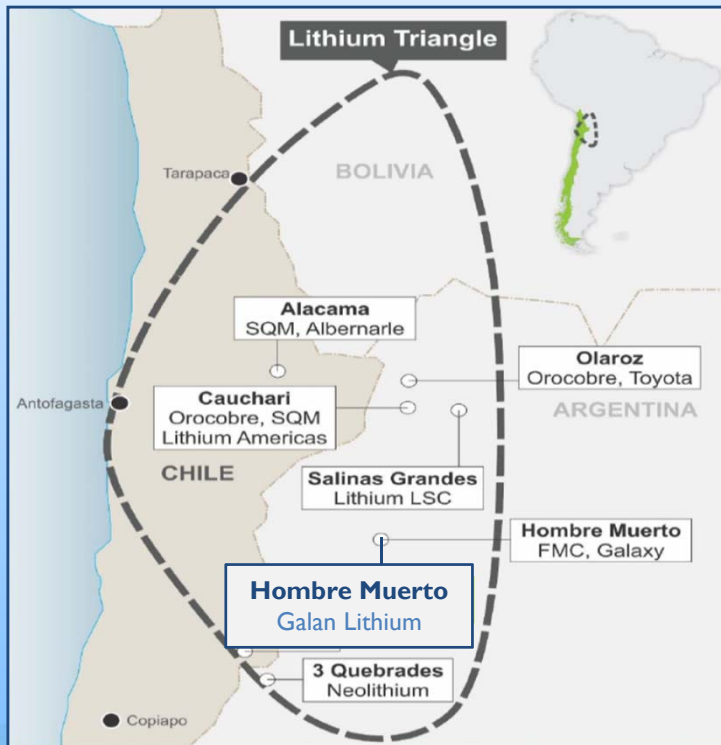 Lithium Triangle
Tarapaca
BOLIVIA
Alacama
SQM, Albernarle
Olaroz
Orocobre, Toyota
Antofagasta
Cauchari
Orocobre, SQM
Lithium Americas
ARGENTINA
CHILE
Salinas Grandes
Lithium LSC
Hombre Muerto
FMC, Galaxy
Hombre Muerto
Galan Lithium
3 Quebrades
Neolithium
Copiapo